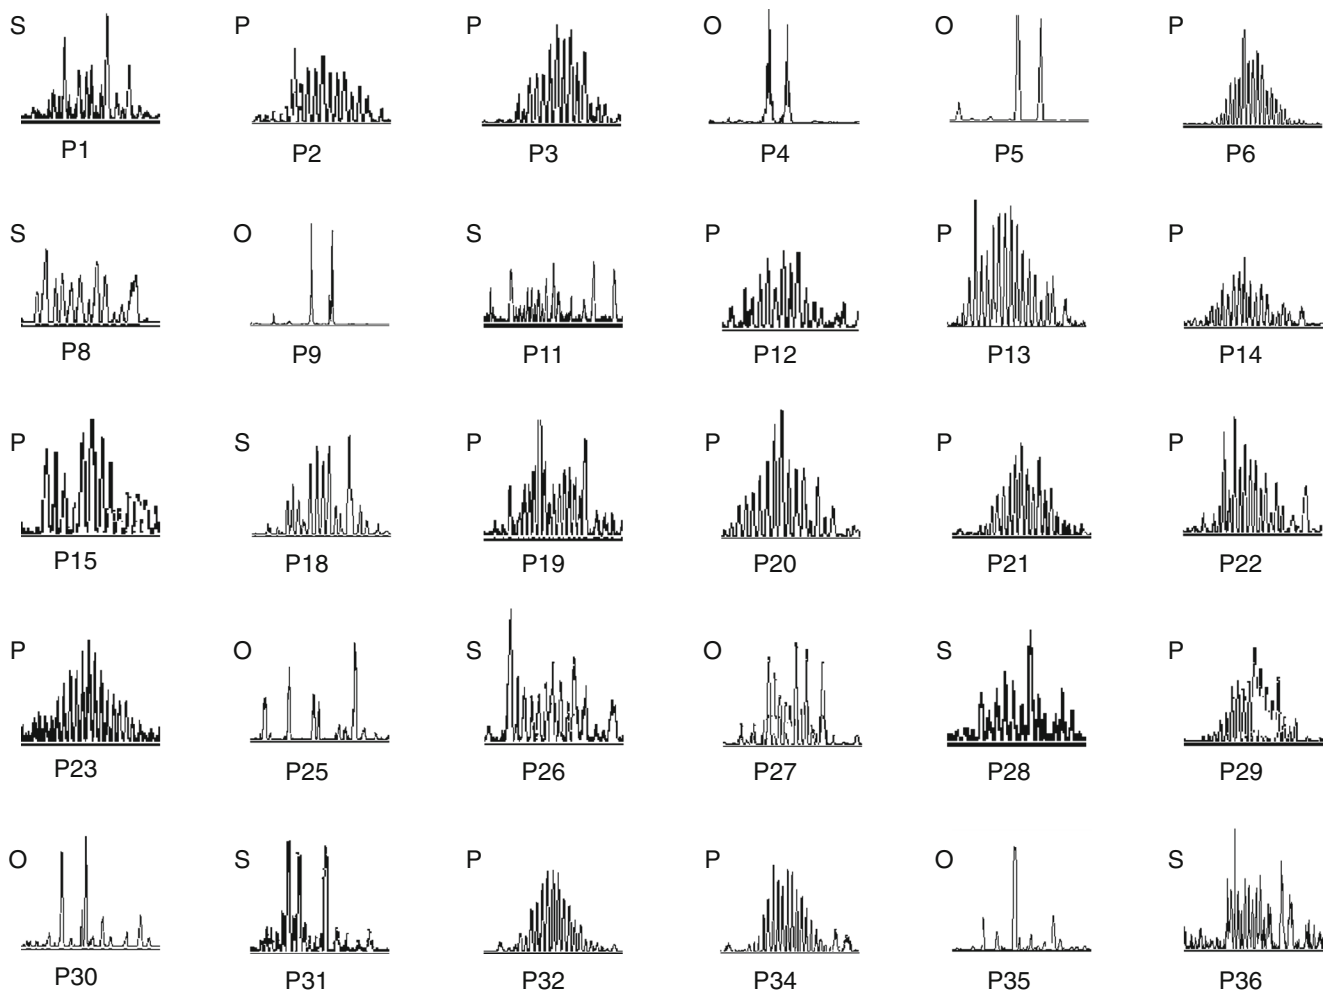 S P P O O P
P1 P2 P3 P4 P5 P6
S O S P P P
P8 P9 P11 P12 P13 P14
P S P P P P
P15 P18 P19 P20 P21 P22
P O S O S P
P23 P25 P26 P27 P28 P29
O S P P O S
P30 P31 P32 P34 P35 P36